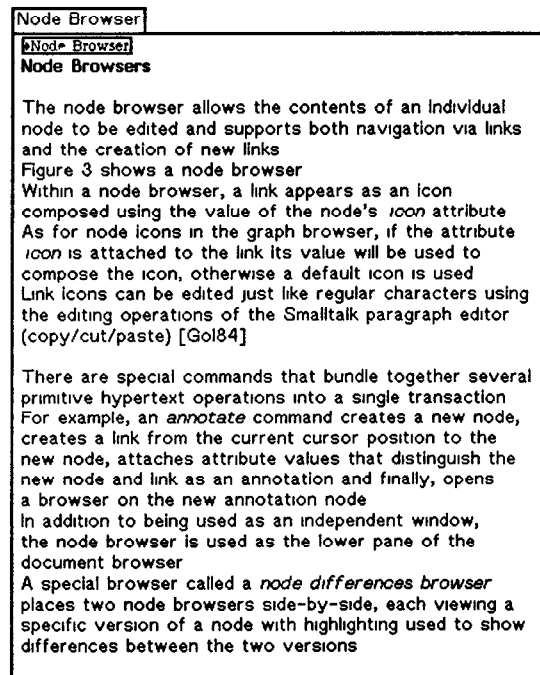 Node Browser
♦Node Browser
Node Browsers
The node browser allows the contents of an individual
node to be edited and supports both navigation via links
and the creation of new links
Figure 3 shows a node browser
Within a node browser, a link appears as an icon
composed using the value of the node's icon attribute
As for node icons in the graph browser, if the attribute
icon is attached to the link its value will be used to
compose the icon, otherwise a default icon is used
Link icons can be edited just like regular characters using
the editing operations of the Smalltalk paragraph editor
(copy/cut/paste) [Gol84]
There are special commands that bundle together several
primitive hypertext operations into a single transaction
For example, an annotate command creates a new node,
creates a link from the current cursor position to the
new node, attaches attribute values that distinguish the
new node and link as an annotation and finally, opens
a browser on the new annotation node
In addition to being used as an independent window,
the node browser is used as the lower pane of the
document browser
A special browser called a node differences browser
places two node browsers side-by-side, each viewing a
specific version of a node with highlighting used to show
differences between the two versions